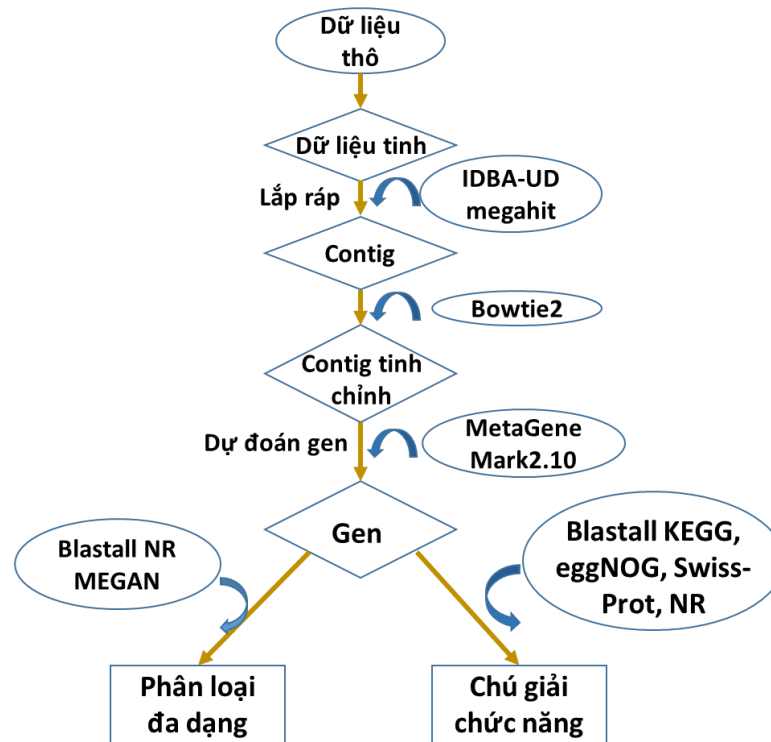 Dữ liệu
thô
Dữ liệu tinh
Lắp ráp
IDBA-UD
megahit
Contig
Bowtie2
Contig tinh
chỉnh
Dự đoán gen
MetaGene
Mark2.10
Gen
Blastall NR
MEGAN
Blastall KEGG,
eggNOG, Swiss-
Prot, NR
Phân loại
đa dạng
Chú giải
chức năng